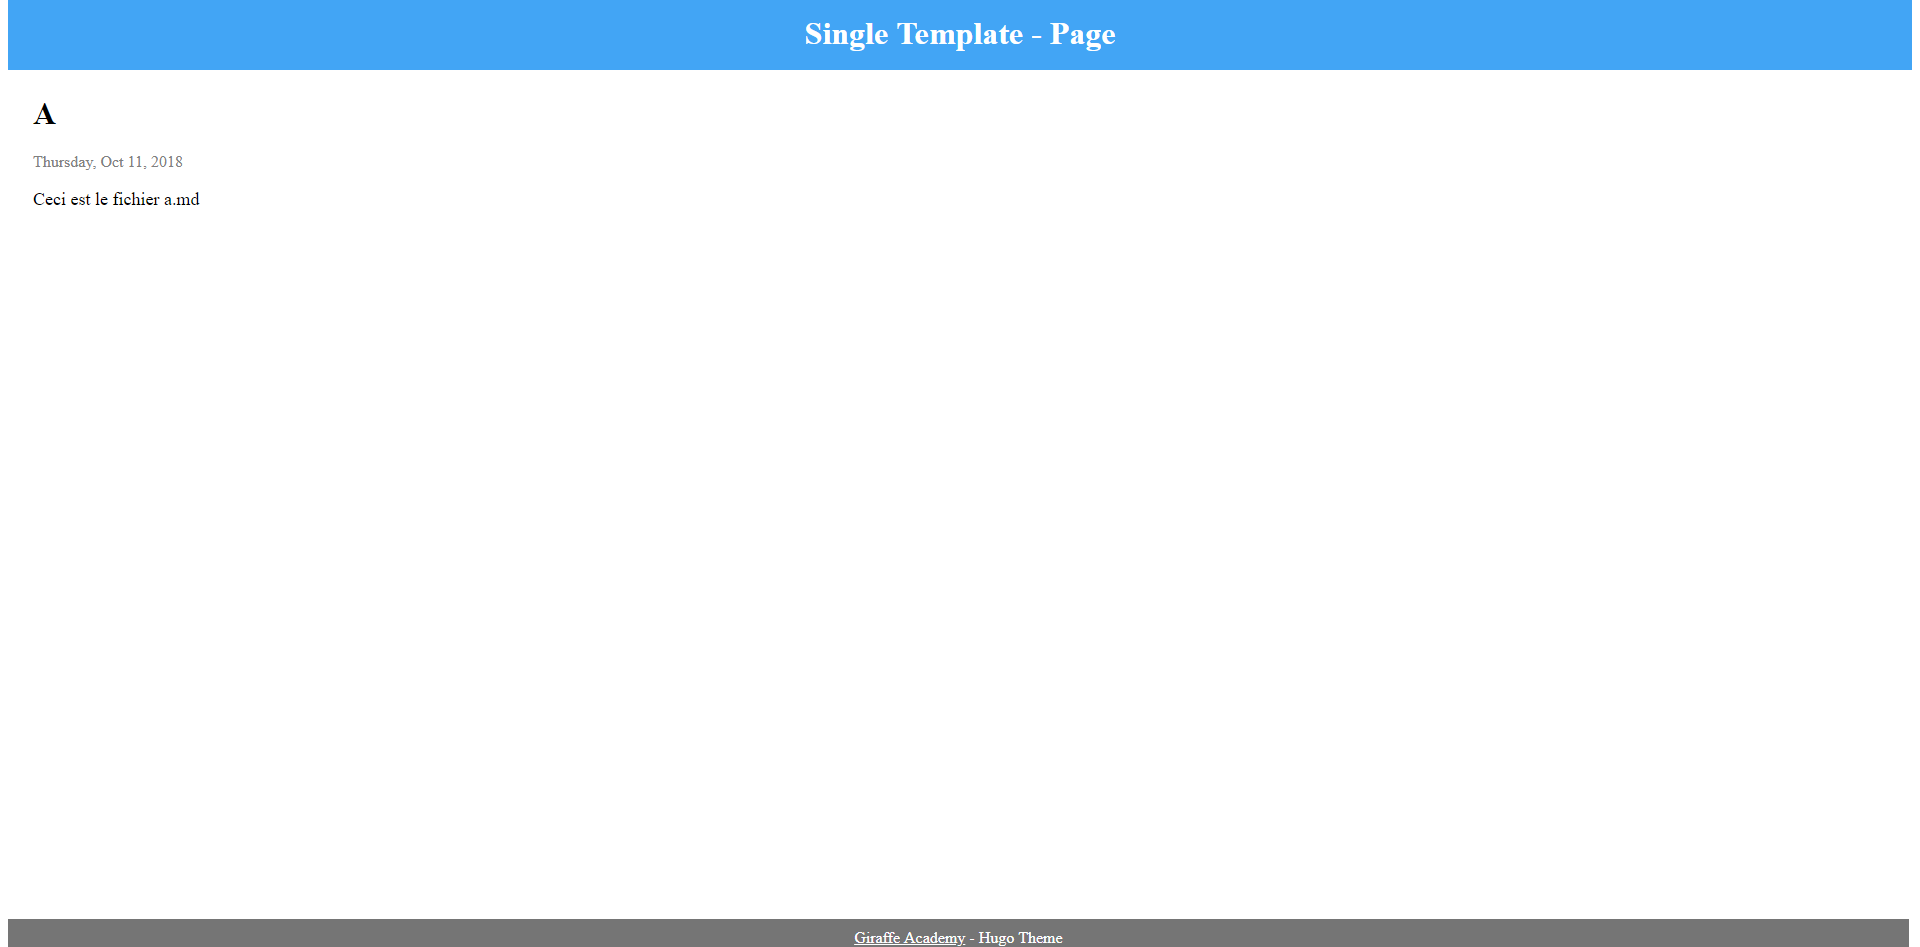 Single Template - Page
A
Thursday, Oct 11, 2018
Ceci est le fichier a.md
Giraffe Academy - Hugo Theme